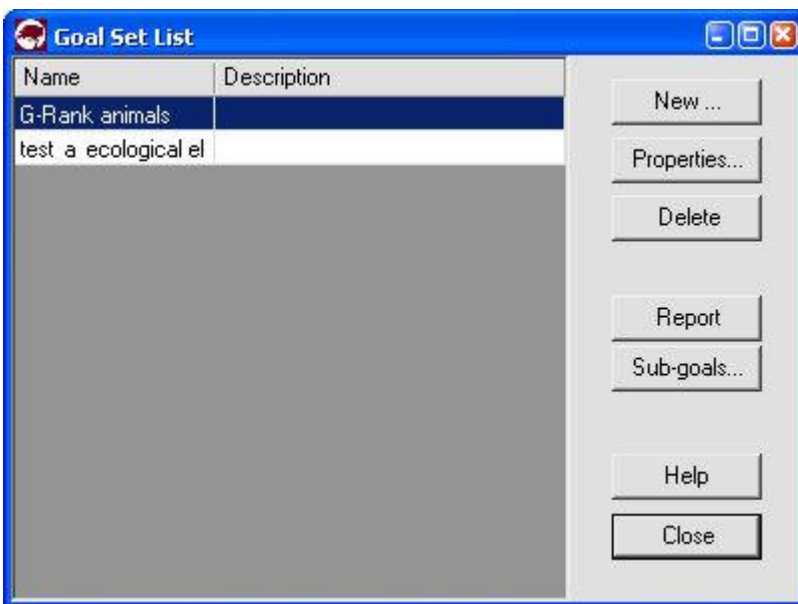 Goal Set List
Name Description
G-Rank animals
test a ecological el
New ...
Properties...
Delete
Report
Sub-goals...
Help
Close